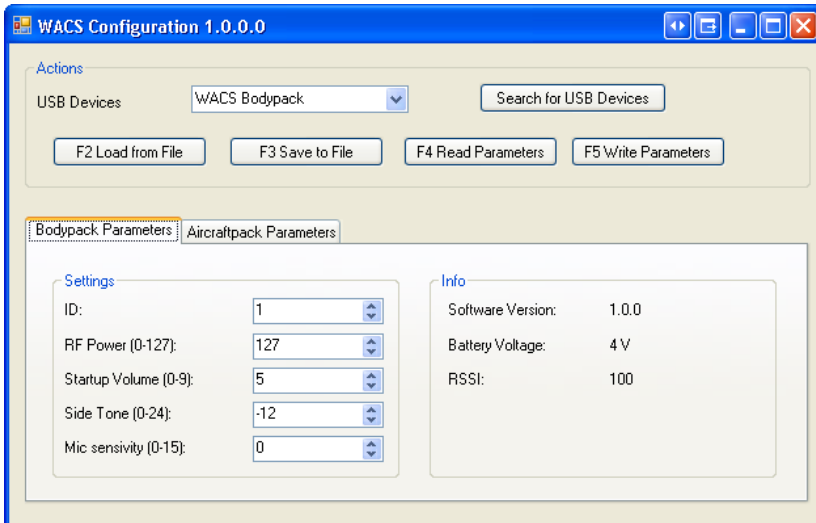 WACS Configuration 1.0.0.0
Actions
USB Devices WACS Bodypack Search for USB Devices
F2 Load from File F3 Save to File F4 Read Parameters F5 Write Parameters
Bodypack Parameters Aircraftpack Parameters
Settings Info
ID: 1 Software Version: 1.0.0
RF Power (0-127): 127 Battery Voltage: 4 V
Startup Volume (0-9): 5 RSSI: 100
Side Tone (0-24): -12
Mic sensivity (0-15): 0